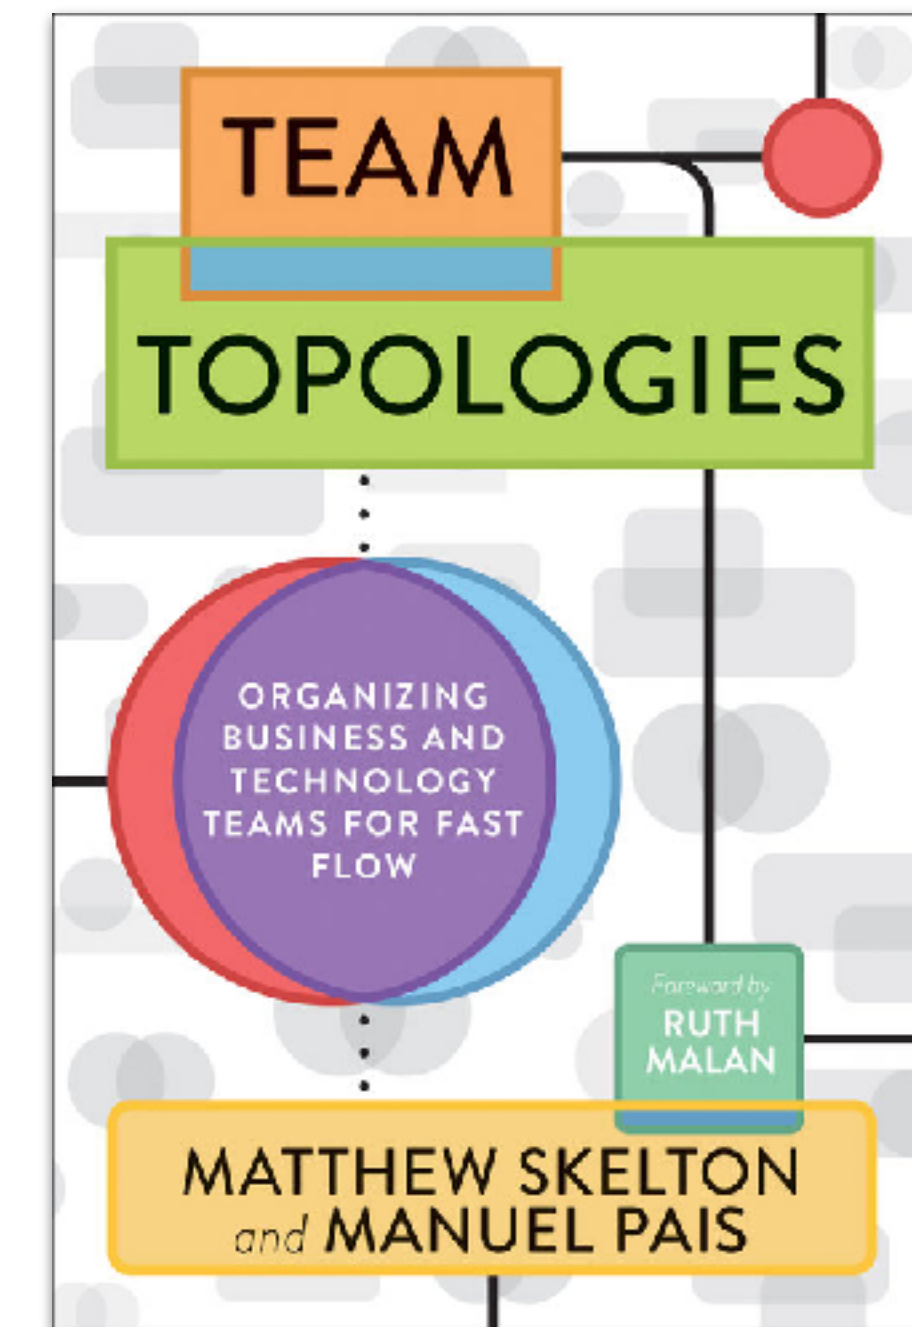 TEAM
TOPOLOGIES
ORGANIZING
BUSINESS AND
TECHNOLOGY
TEAMS FOR FAST
FLOW
Foreword by
RUTH
MALAN
MATTHEW SKELTON
and MANUEL PAIS